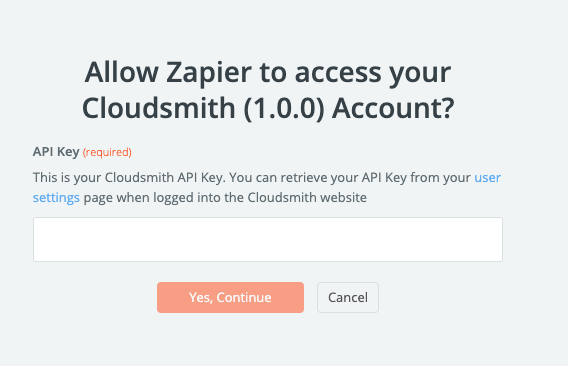 Allow Zapier to access your
Cloudsmith (1.0.0) Account?
API Key (required)
This is your Cloudsmith API Key. You can retrieve your API Key from your user
settings page when logged into the Cloudsmith website
Yes, Continue Cancel